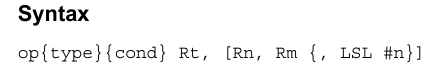 Syntax
op{type}{cond} Rt, [Rn, Rm {, LSL #n}]